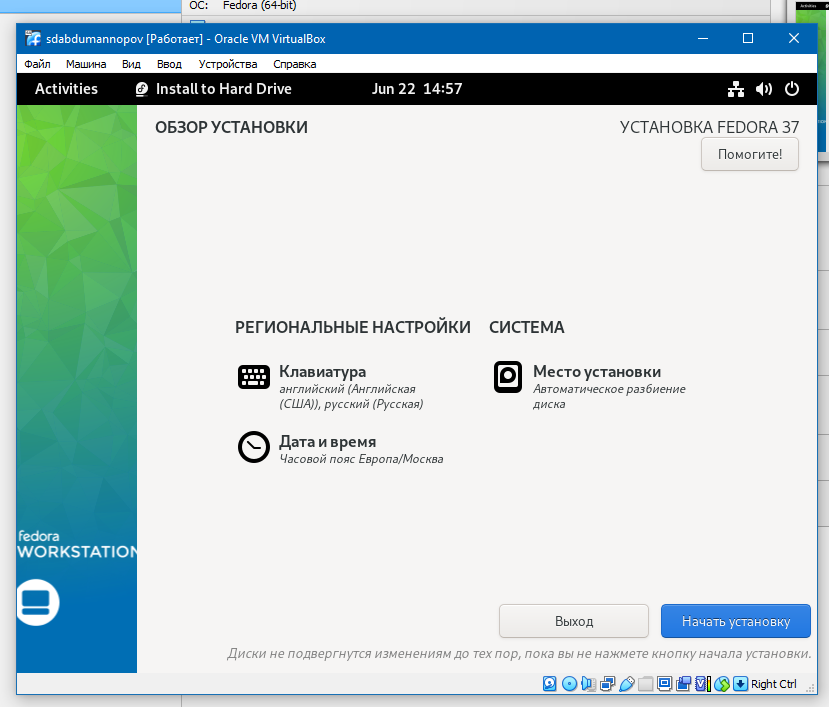 ОС: Fedora (64-bit)
sdabdumannopov [Работает] - Oracle VM VirtualBox
Файл Машина Вид Ввод Устройства Справка
Activities Install to Hard Drive Jun 22 14:57
ОБЗОР УСТАНОВКИ УСТАНОВКА FEDORA 37
Помогите!
РЕГИОНАЛЬНЫЕ НАСТРОЙКИ СИСТЕМА
Клавиатура
английский (Английская
(США)), русский (Русская)
Место установки
Автоматическое разбиение
диска
Дата и время
Часовой пояс Европа/Москва
fedora
WORKSTATION
Выход Начать установку
Диски не подвергнутся изменениям до тех пор, пока вы не нажмете кнопку начала установки.
Right Ctrl